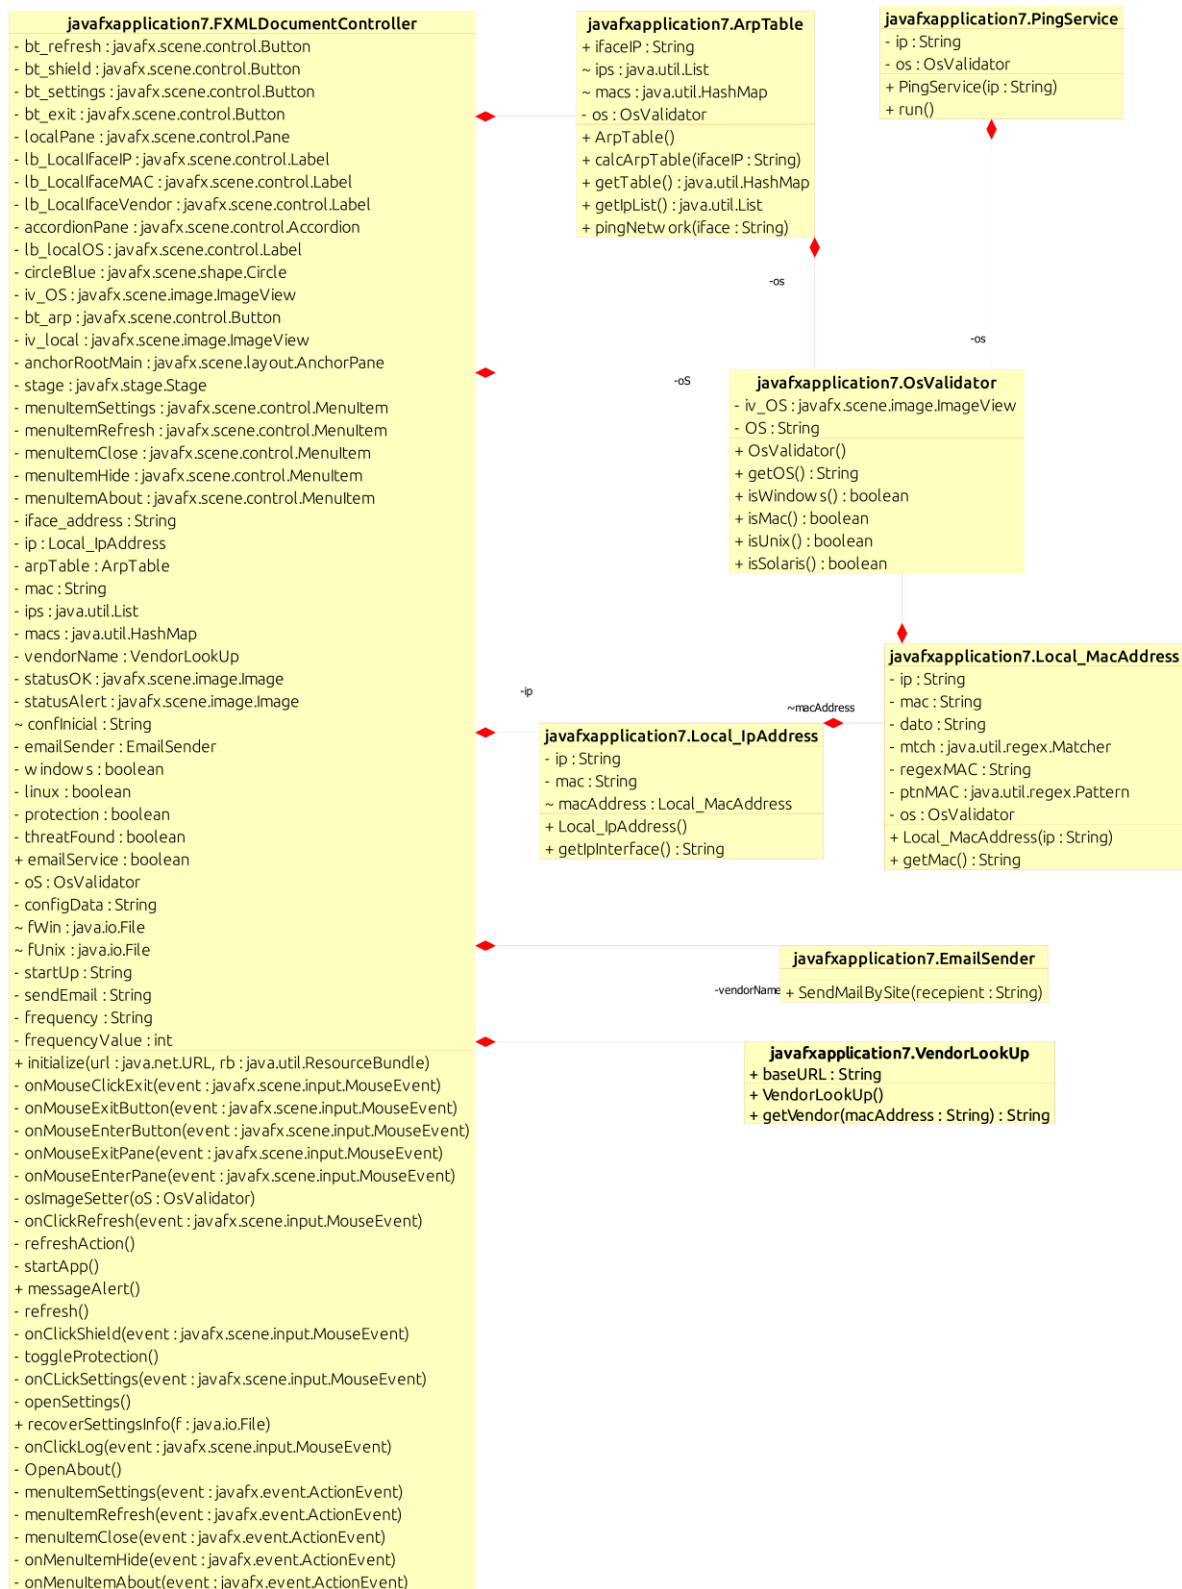 javafxapplication7.FXMLDocumentController
- bt_refresh : javafx.scene.control.Button
- bt_shield : javafx.scene.control.Button
- bt_settings : javafx.scene.control.Button
- bt_exit : javafx.scene.control.Button
- localPane : javafx.scene.control.Pane
- lb_LocalIfaceIP : javafx.scene.control.Label
- lb_LocalIfaceMAC : javafx.scene.control.Label
- lb_LocalIfaceVendor : javafx.scene.control.Label
- accordionPane : javafx.scene.control.Accordion
- lb_localOS : javafx.scene.control.Label
- circleBlue : javafx.scene.shape.Circle
- iv_OS : javafx.scene.image.ImageView
- bt_arp : javafx.scene.control.Button
- iv_local : javafx.scene.image.ImageView
- anchorRootMain : javafx.scene.layout.AnchorPane
- stage : javafx.stage.Stage
- menuItemSettings : javafx.scene.control.MenuItem
- menuItemRefresh : javafx.scene.control.MenuItem
- menuItemClose : javafx.scene.control.MenuItem
- menuItemHide : javafx.scene.control.MenuItem
- menuItemAbout : javafx.scene.control.MenuItem
- iface_address : String
- ip : Local_IpAddress
- arpTable : ArpTable
- mac : String
- ips : java.util.List
- macs : java.util.HashMap
- vendorName : VendorLookUp
- statusOK : javafx.scene.image.Image
- statusAlert : javafx.scene.image.Image
~ confInicial : String
- emailSender : EmailSender
- windows : boolean
- linux : boolean
- protection : boolean
- threatFound : boolean
+ emailService : boolean
- oS : OsValidator
- configData : String
~ fWin : java.io.File
~ fUnix : java.io.File
- startUp : String
- sendEmail : String
- frequency : String
- frequencyValue : int
+ initialize(url : java.net.URL, rb : java.util.ResourceBundle)
- onMouseClickExit(event : javafx.scene.input.MouseEvent)
- onMouseExitButton(event : javafx.scene.input.MouseEvent)
- onMouseEnterButton(event : javafx.scene.input.MouseEvent)
- onMouseExitPane(event : javafx.scene.input.MouseEvent)
- onMouseEnterPane(event : javafx.scene.input.MouseEvent)
- osImageSetter(oS : OsValidator)
- onClickRefresh(event : javafx.scene.input.MouseEvent)
- refreshAction()
- startApp()
+ messageAlert()
- refresh()
- onClickShield(event : javafx.scene.input.MouseEvent)
- toggleProtection()
- onCLickSettings(event : javafx.scene.input.MouseEvent)
- openSettings()
+ recoverSettingsInfo(f : java.io.File)
- onClickLog(event : javafx.scene.input.MouseEvent)
- OpenAbout()
- menuItemSettings(event : javafx.event.ActionEvent)
- menuItemRefresh(event : javafx.event.ActionEvent)
- menuItemClose(event : javafx.event.ActionEvent)
- onMenuItemHide(event : javafx.event.ActionEvent)
- onMenuItemAbout(event : javafx.event.ActionEvent)
javafxapplication7.ArpTable
+ ifaceIP : String
~ ips : java.util.List
~ macs : java.util.HashMap
- os : OsValidator
+ ArpTable()
+ calcArpTable(ifaceIP : String)
+ getTable() : java.util.HashMap
+ getIpList() : java.util.List
+ pingNetwork(iface : String)
javafxapplication7.PingService
- ip : String
- os : OsValidator
+ PingService(ip : String)
+ run()
-os
-os
-oS
javafxapplication7.OsValidator
- iv_OS : javafx.scene.image.ImageView
- OS : String
+ OsValidator()
+ getOS() : String
+ isWindows() : boolean
+ isMac() : boolean
+ isUnix() : boolean
+ isSolaris() : boolean
javafxapplication7.Local_MacAddress
- ip : String
- mac : String
- dato : String
- mtch : java.util.regex.Matcher
- regexMAC : String
- ptnMAC : java.util.regex.Pattern
- os : OsValidator
+ Local_MacAddress(ip : String)
+ getMac() : String
-ip
~macAddress
javafxapplication7.Local_IpAddress
- ip : String
- mac : String
~ macAddress : Local_MacAddress
+ Local_IpAddress()
+ getIpInterface() : String
javafxapplication7.EmailSender
+ SendMailBySite(recepient : String)
-vendorName
javafxapplication7.VendorLookUp
+ baseURL : String
+ VendorLookUp()
+ getVendor(macAddress : String) : String